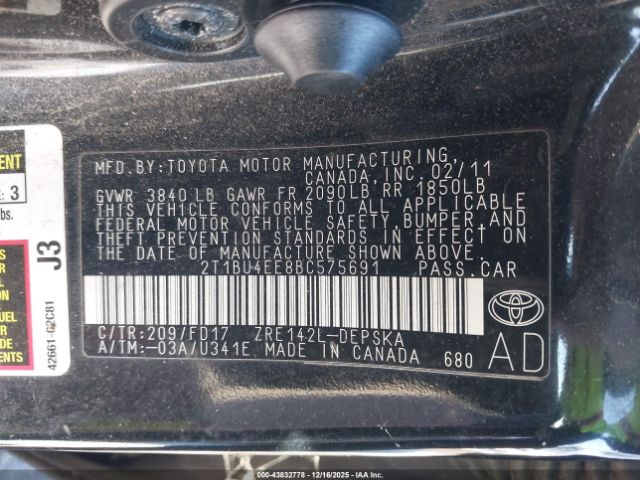 MFD.BY:TOYOTA MOTOR MANUFACTURING,
CANADA, INC. 02/11
GVWR 3840 LB GAWR FR 2090LB RR 1850LB
THIS VEHICLE CONFORMS TO ALL APPLICABLE
FEDERAL MOTOR VEHICLE SAFETY, BUMPER, AND
THEFT PREVENTION STANDARDS IN EFFECT ON
THE DATE OF MANUFACTURE SHOWN ABOVE.
2T1BU4EE8BC575691 PASS.CAR
C/TR:209/FD17 ZRE142L-DEPSKA
A/TM:-03A/U341E MADE IN CANADA 680
AD
3
lbs.
J3
42661-02C81
000-43832778 - 12/16/2025 - IAAI.com